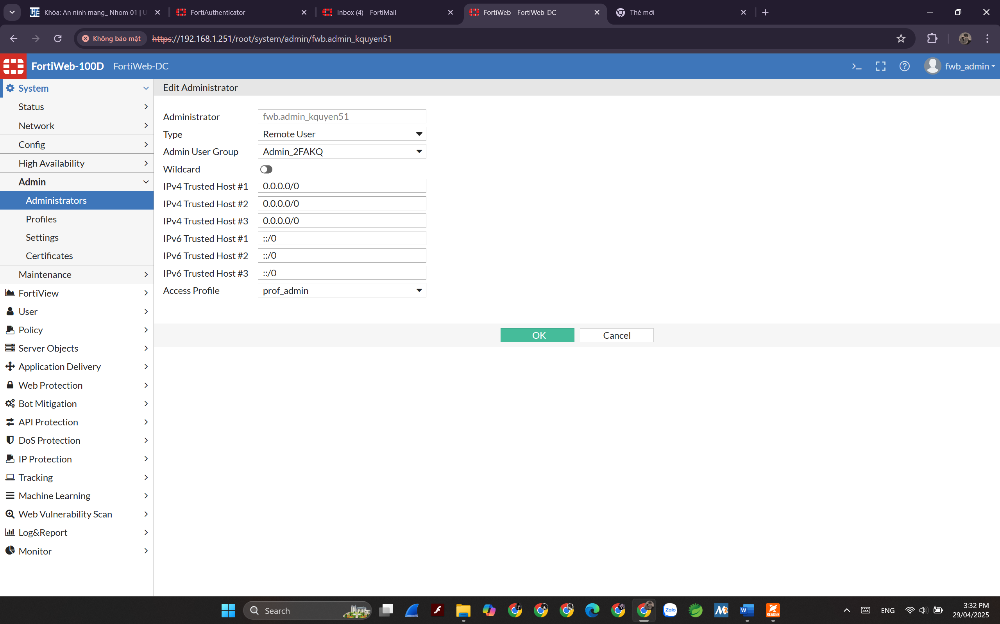 Khóa: An ninh mang_ Nhom 01 | U
FortiAuthenticator
Inbox (4) - FortiMail
FortiWeb - FortiWeb-DC
Thẻ mới
Không bảo mật
https://192.168.1.251/root/system/admin/fwb.admin_kquyen51
FortiWeb-100D FortiWeb-DC
fwb_admin
System
Status
Network
Config
High Availability
Admin
Administrators
Profiles
Settings
Certificates
Maintenance
FortiView
User
Policy
Server Objects
Application Delivery
Web Protection
Bot Mitigation
API Protection
DoS Protection
IP Protection
Tracking
Machine Learning
Web Vulnerability Scan
Log&Report
Monitor
Edit Administrator
Administrator fwb.admin_kquyen51
Type Remote User
Admin User Group Admin_2FAKQ
Wildcard
IPv4 Trusted Host #1 0.0.0.0/0
IPv4 Trusted Host #2 0.0.0.0/0
IPv4 Trusted Host #3 0.0.0.0/0
IPv6 Trusted Host #1 ::/0
IPv6 Trusted Host #2 ::/0
IPv6 Trusted Host #3 ::/0
Access Profile prof_admin
OK Cancel
Search
Zalo
W
READER
ENG
3:32 PM
29/04/2025